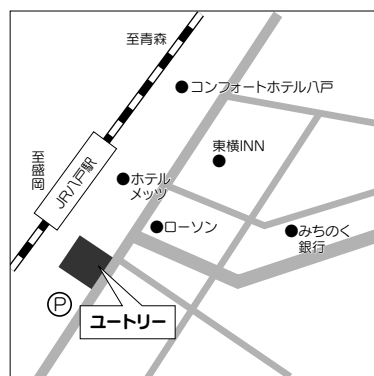 至青森
コンフォートホテル八戸
東横INN
至盛岡
JR八戸駅
ホテル
メッツ
ローソン
みちのく
銀行
P
ユートリー